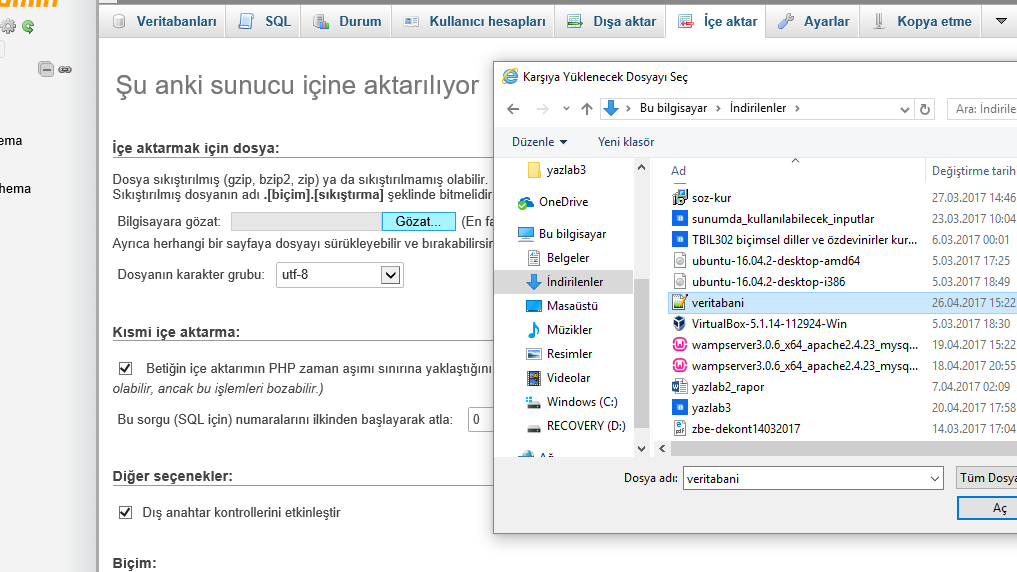 Veritabanları SQL Durum Kullanıcı hesapları Dışa aktar İçe aktar Ayarlar Kopya etme
Şu anki sunucu içine aktarılıyor
İçe aktarmak için dosya:
Dosya sıkıştırılmış (gzip, bzip2, zip) ya da sıkıştırılmamış olabilir.
Sıkıştırılmış dosyanın adı .[biçim].[sıkıştırma] şeklinde bitmelidir
Bilgisayara gözat: Gözat... (En fa
Ayrıca herhangi bir sayfaya dosyayı sürükleyebilir ve bırakabilirsin
Dosyanın karakter grubu: utf-8
Kısmi içe aktarma:
Betiğin içe aktarımın PHP zaman aşımı sınırına yaklaştığını
olabilir, ancak bu işlemleri bozabilir.)
Bu sorgu (SQL için) numaralarını ilkinden başlayarak atla: 0
Diğer seçenekler:
Dış anahtar kontrollerini etkinleştir
Biçim:
ema
hema
Karşıya Yüklenecek Dosyayı Seç
Bu bilgisayar İndirilenler
Ara: İndirile
Düzenle Yeni klasör
yazlab3
OneDrive
Bu bilgisayar
Belgeler
İndirilenler
Masaüstü
Müzikler
Resimler
Videolar
Windows (C:)
RECOVERY (D:)
Ağ
Ad Değiştirme tarih
soz-kur 27.03.2017 14:46
sunumda_kullanılabilecek_inputlar 23.03.2017 10:04
TBIL302 biçimsel diller ve özdevinirler kur... 6.03.2017 00:01
ubuntu-16.04.2-desktop-amd64 5.03.2017 17:25
ubuntu-16.04.2-desktop-i386 5.03.2017 18:49
veritabani 26.04.2017 15:22
VirtualBox-5.1.14-112924-Win 5.03.2017 18:30
wampserver3.0.6_x64_apache2.4.23_mysq... 19.04.2017 15:22
wampserver3.0.6_x64_apache2.4.23_mysq... 18.04.2017 20:55
yazlab2_rapor 7.04.2017 02:09
yazlab3 20.04.2017 17:58
zbe-dekont14032017 14.03.2017 17:04
Dosya adı: veritabani Tüm Dosya
Aç